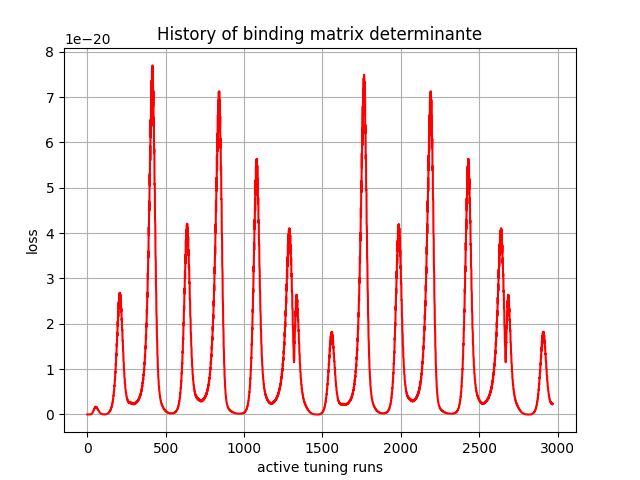 History of binding matrix determinante
1e−20
8
7
6
5
4
3
2
1
0
loss
0 500 1000 1500 2000 2500 3000
active tuning runs